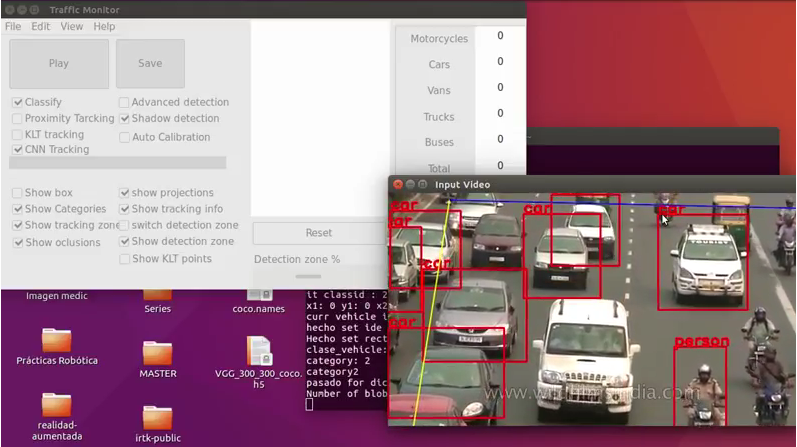 Traffic Monitor
File Edit View Help
Play Save
Classify Advanced detection
Proximity Tarcking Shadow detection
KLT tracking Auto Calibration
CNN Tracking
Show box show projections
Show Categories Show tracking info
Show tracking zone switch detection zone
Show oclusions Show detection zone
Show KLT points
Reset
Detection zone %
Motorcycles 0
Cars 0
Vans 0
Trucks 0
Buses 0
Total 0
Input Video
car
car
car
car
car
car
person
TOURIST
www.wildfilmsindia.com
Imagen medic
Series
coco.names
Prácticas Robótica
MASTER
VGG_300_300_coco.
h5
realidad-
aumentada
irtk-public
it classid : 2
x1: 0 y1: 0 x2
curr vehicle i
hecho set ide
Hecho set rect
clase_vehicle:
category: 2
category2
pasado for dic
Number of blob